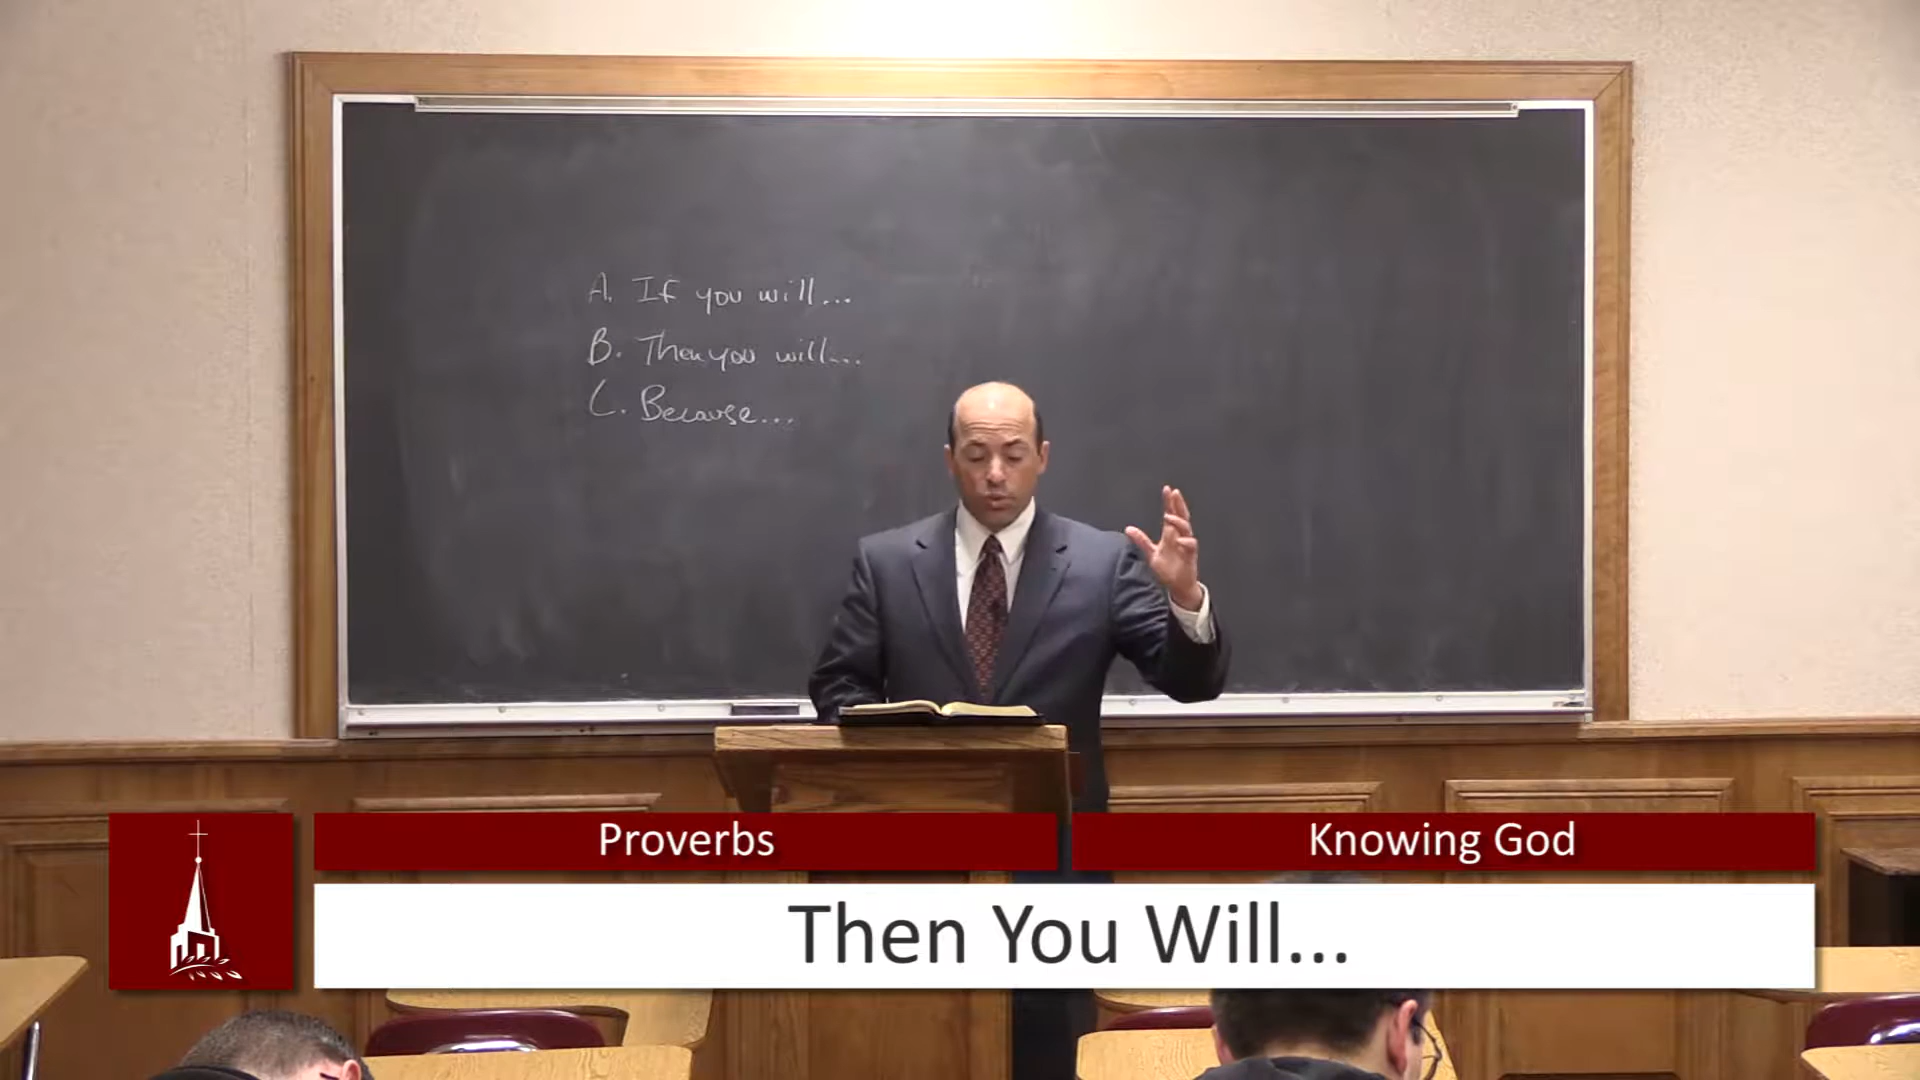 A. If you will...
B. Then you will...
C. Because...
Proverbs
Knowing God
Then You Will...